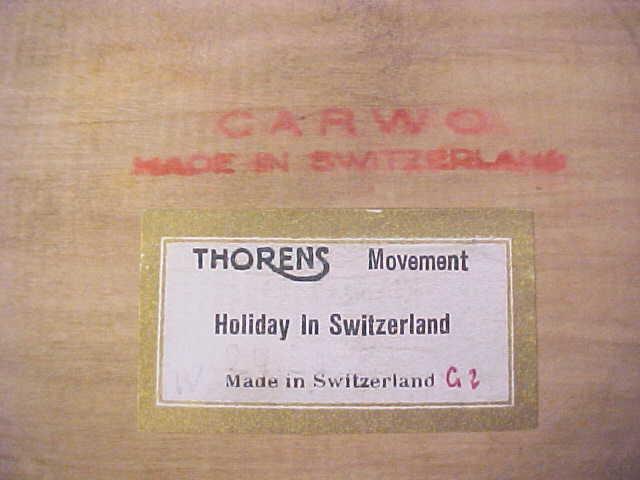 CARWO
MADE IN SWITZERLAND
THORENS Movement
Holiday In Switzerland
Made in Switzerland G2